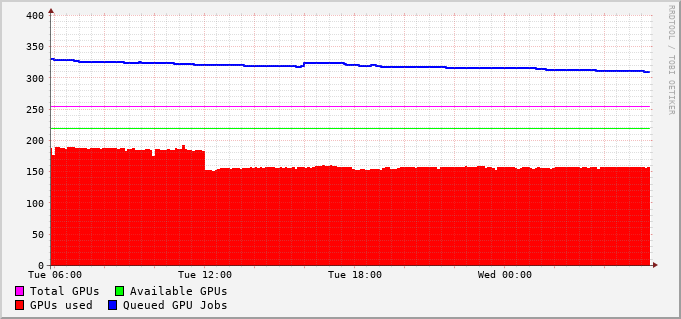 400
350
300
250
200
150
100
50
0
Tue 06:00 Tue 12:00 Tue 18:00 Wed 00:00
Total GPUs Available GPUs
GPUs used Queued GPU Jobs
RRDTOOL / TOBI OETIKER